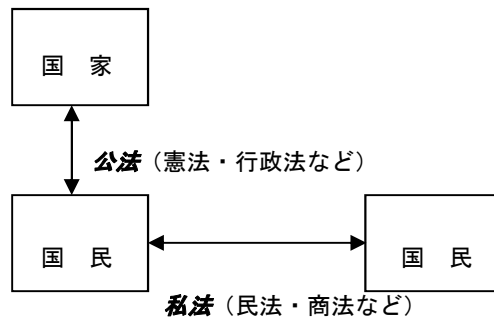 国 家
公法（憲法・行政法など）
国 民
国 民
私法（民法・商法など）